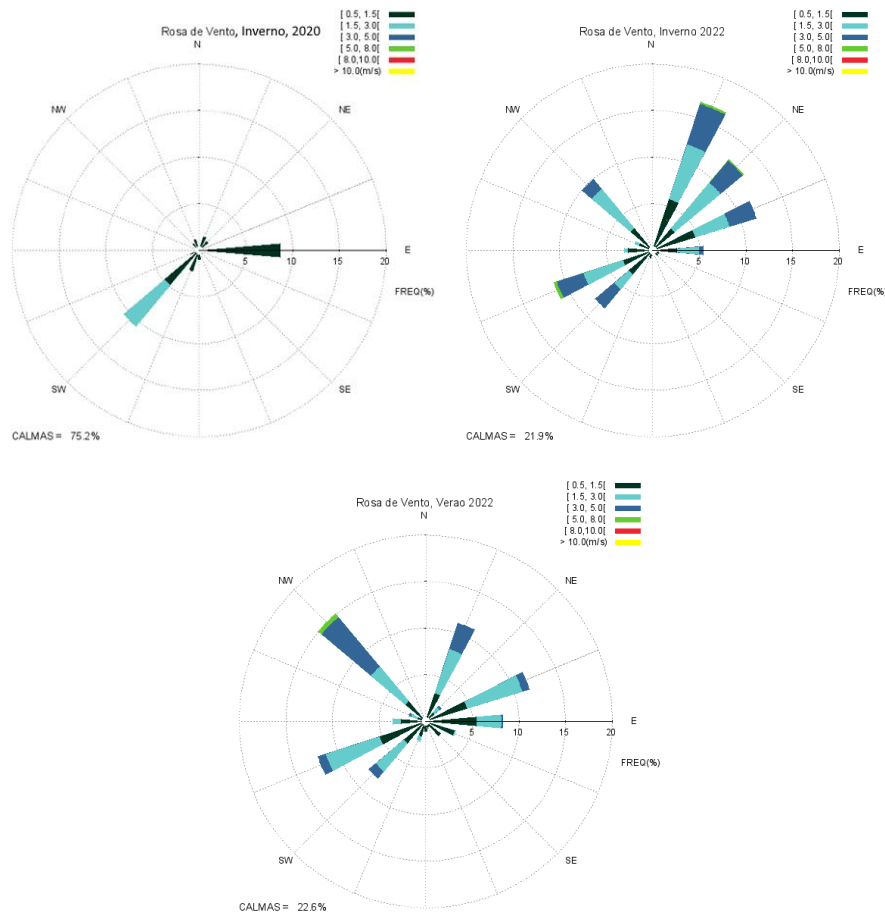 Rosa de Vento, Inverno, 2020
N
[ 0.5, 1.5[
[ 1.5, 3.0[
[ 3.0, 5.0[
[ 5.0, 8.0[
[ 8.0,10.0[
> 10.0(m/s)
NW
NE
E
5
10
15
20
FREQ(%)
SW
SE
CALMAS = 75.2%
Rosa de Vento, Inverno 2022
N
[ 0.5, 1.5[
[ 1.5, 3.0[
[ 3.0, 5.0[
[ 5.0, 8.0[
[ 8.0,10.0[
> 10.0(m/s)
NW
NE
E
5
10
15
20
FREQ(%)
SW
SE
CALMAS = 21.9%
Rosa de Vento, Verao 2022
N
[ 0.5, 1.5[
[ 1.5, 3.0[
[ 3.0, 5.0[
[ 5.0, 8.0[
[ 8.0,10.0[
> 10.0(m/s)
NW
NE
E
5
10
15
20
FREQ(%)
SW
SE
CALMAS = 22.6%